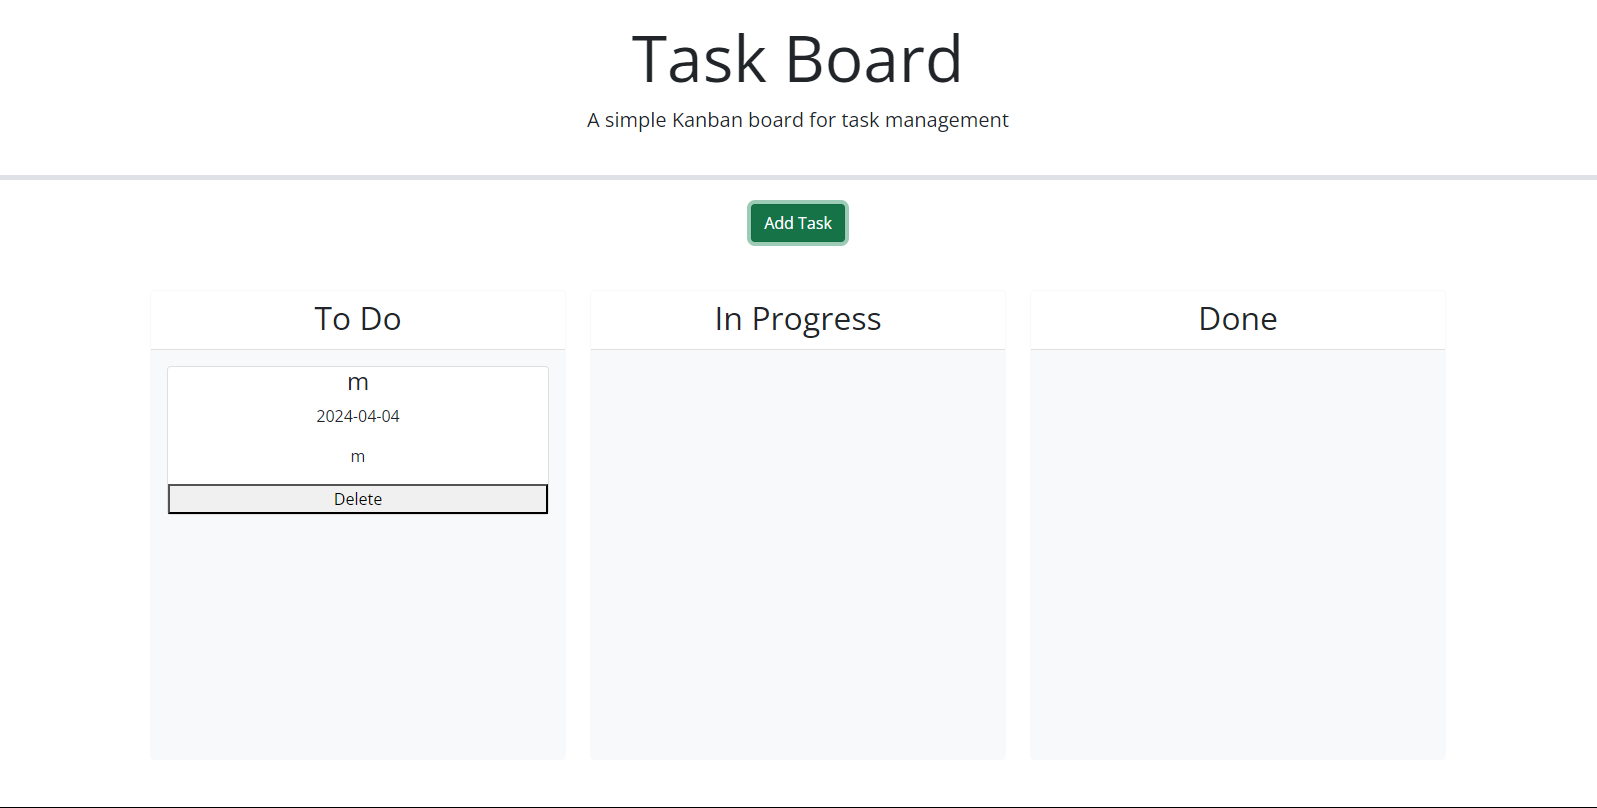 Task Board
A simple Kanban board for task management
Add Task
To Do
m
2024-04-04
m
Delete
In Progress
Done